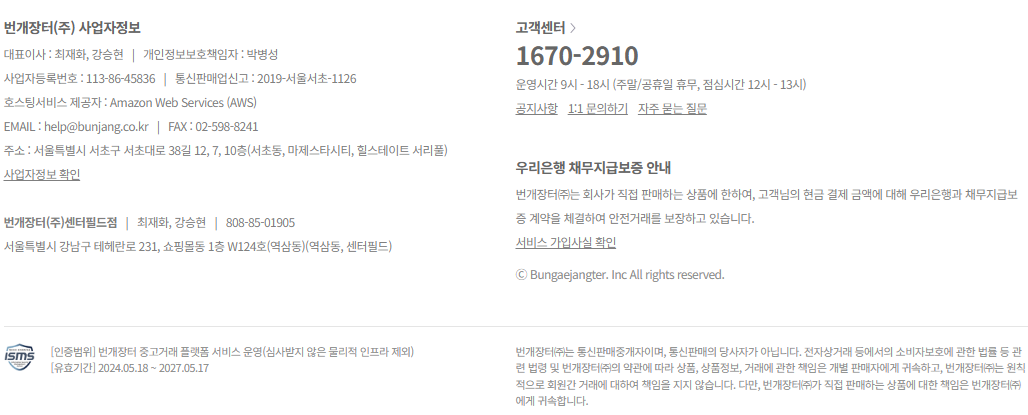 번개장터(주) 사업자정보
대표이사 : 최재화, 강승현 | 개인정보보호책임자 : 박병성
사업자등록번호 : 113-86-45836 | 통신판매업신고 : 2019-서울서초-1126
호스팅서비스 제공자 : Amazon Web Services (AWS)
EMAIL : help@bunjang.co.kr | FAX : 02-598-8241
주소 : 서울특별시 서초구 서초대로 38길 12, 7, 10층(서초동, 마제스타시티, 힐스테이트 서리풀)
사업자정보 확인
번개장터(주)센터필드점 | 최재화, 강승현 | 808-85-01905
서울특별시 강남구 테헤란로 231, 쇼핑몰동 1층 W124호(역삼동)(역삼동, 센터필드)
고객센터 >
1670-2910
운영시간 9시 - 18시 (주말/공휴일 휴무, 점심시간 12시 - 13시)
공지사항 1:1 문의하기 자주 묻는 질문
우리은행 채무지급보증 안내
번개장터㈜는 회사가 직접 판매하는 상품에 한하여, 고객님의 현금 결제 금액에 대해 우리은행과 채무지급보
증 계약을 체결하여 안전거래를 보장하고 있습니다.
서비스 가입사실 확인
ⓒ Bungaejangter. Inc All rights reserved.
isms
[인증범위] 번개장터 중고거래 플랫폼 서비스 운영(심사받지 않은 물리적 인프라 제외)
[유효기간] 2024.05.18 ~ 2027.05.17
번개장터㈜는 통신판매중개자이며, 통신판매의 당사자가 아닙니다. 전자상거래 등에서의 소비자보호에 관한 법률 등 관
련 법령 및 번개장터㈜의 약관에 따라 상품, 상품정보, 거래에 관한 책임은 개별 판매자에게 귀속하고, 번개장터㈜는 원칙
적으로 회원간 거래에 대하여 책임을 지지 않습니다. 다만, 번개장터㈜가 직접 판매하는 상품에 대한 책임은 번개장터㈜
에게 귀속합니다.